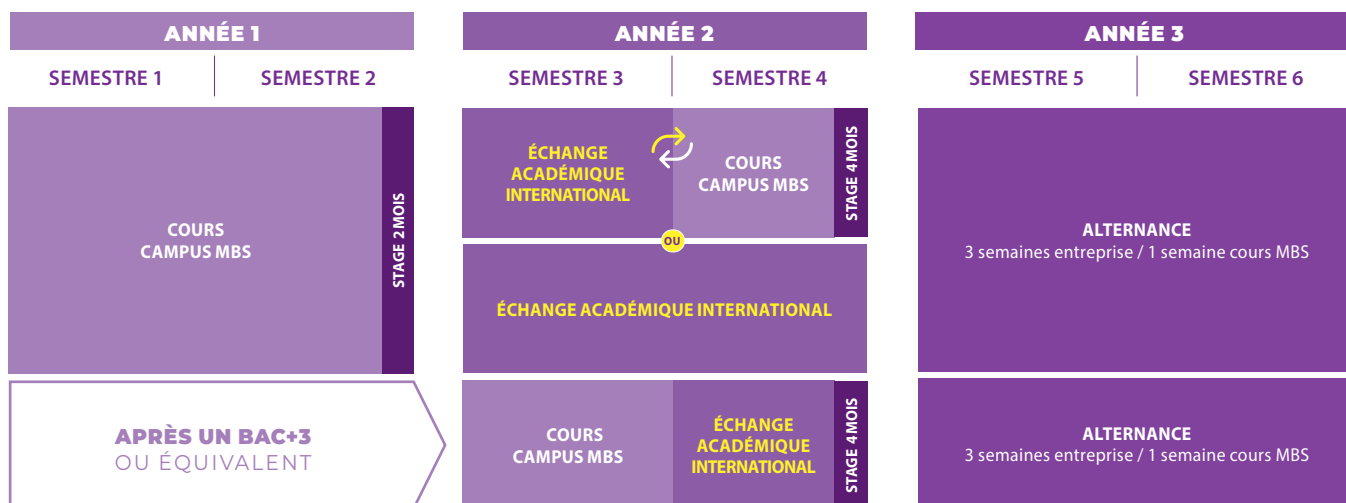 ANNÉE 1
SEMESTRE 1
SEMESTRE 2
COURS
CAMPUS MBS
STAGE 2 MOIS
APRÈS UN BAC+3
OU ÉQUIVALENT
ANNÉE 2
SEMESTRE 3
SEMESTRE 4
ÉCHANGE
ACADÉMIQUE
INTERNATIONAL
COURS
CAMPUS MBS
STAGE 4 MOIS
OU
ÉCHANGE ACADÉMIQUE INTERNATIONAL
COURS
CAMPUS MBS
ÉCHANGE
ACADÉMIQUE
INTERNATIONAL
STAGE 4 MOIS
ANNÉE 3
SEMESTRE 5
SEMESTRE 6
ALTERNANCE
3 semaines entreprise / 1 semaine cours MBS
ALTERNANCE
3 semaines entreprise / 1 semaine cours MBS